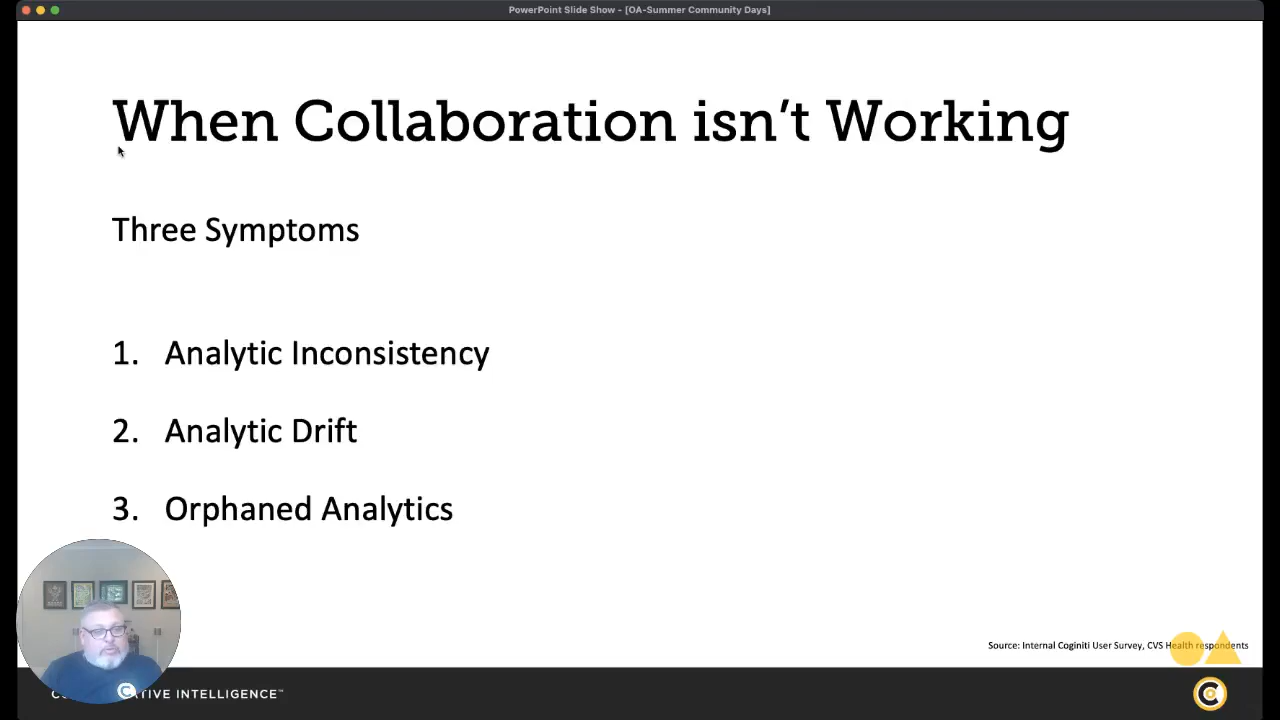 PowerPoint Slide Show - [OA-Summer Community Days]
When Collaboration isn't Working
Three Symptoms
1. Analytic Inconsistency
2. Analytic Drift
3. Orphaned Analytics
Source: Internal Coginiti User Survey, CVS Health respondents
INTELLIGENCE™